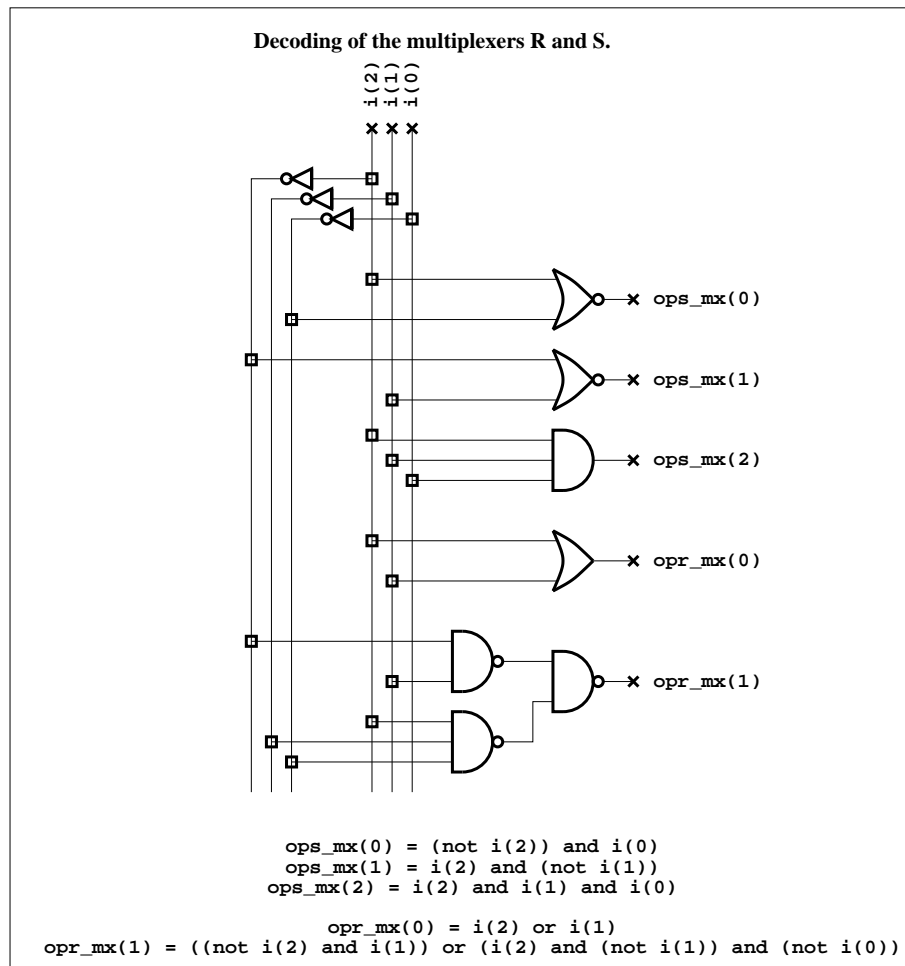 Decoding of the multiplexers R and S.
i(2)
i(1)
i(0)
ops_mx(0)
ops_mx(1)
ops_mx(2)
opr_mx(0)
opr_mx(1)
ops_mx(0) = (not i(2)) and i(0)
ops_mx(1) = i(2) and (not i(1))
ops_mx(2) = i(2) and i(1) and i(0)
opr_mx(0) = i(2) or i(1)
opr_mx(1) = ((not i(2) and i(1)) or (i(2) and (not i(1)) and (not i(0))